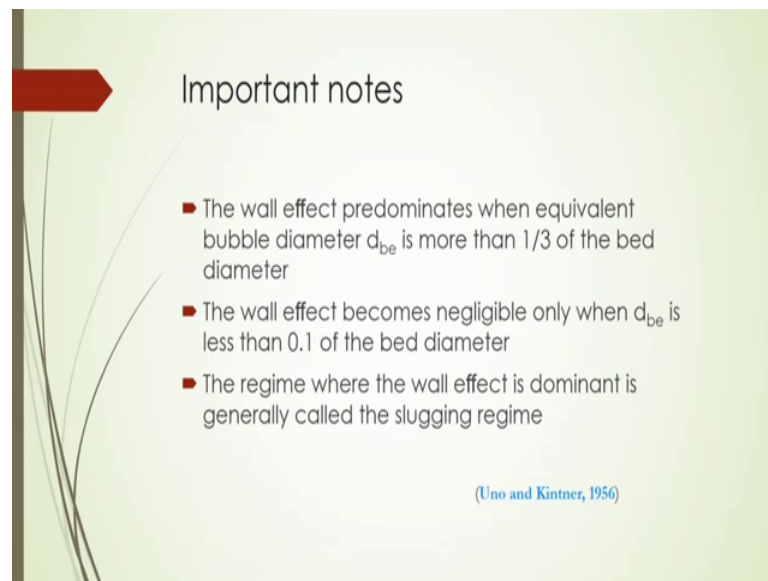 Important notes
The wall effect predominates when equivalent
bubble diameter dbe is more than 1/3 of the bed
diameter
The wall effect becomes negligible only when dbe is
less than 0.1 of the bed diameter
The regime where the wall effect is dominant is
generally called the slugging regime
(Uno and Kintner, 1956)